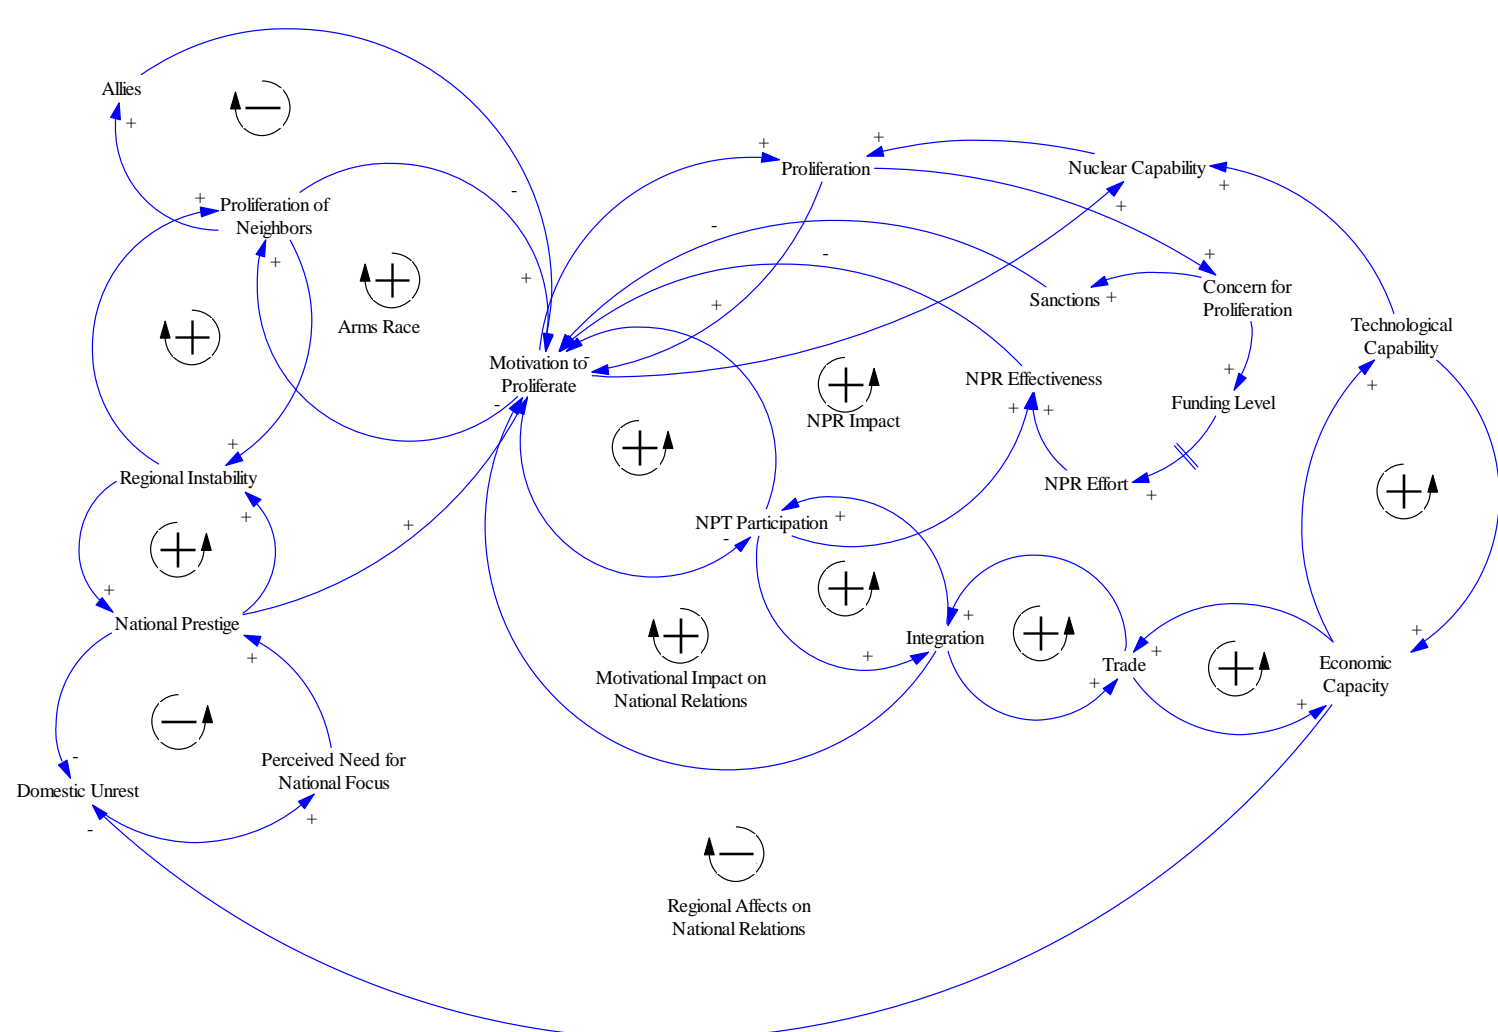 Allies
Proliferation of
Neighbors
Arms Race
Proliferation
Nuclear Capability
Sanctions
Concern for
Proliferation
Technological
Capability
Motivation to
Proliferate
NPR Effectiveness
Funding Level
NPR Impact
Regional Instability
NPR Effort
NPT Participation
National Prestige
Integration
Trade
Economic
Capacity
Motivational Impact on
National Relations
Perceived Need for
National Focus
Domestic Unrest
Regional Affects on
National Relations